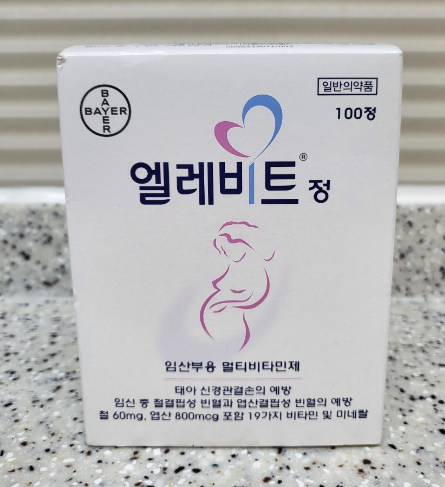 BAYER
BAYER
일반의약품
100정
엘레비트® 정
임산부용 멀티비타민제
태아 신경관결손의 예방
임신 중 철결핍성 빈혈과 엽산결핍성 빈혈의 예방
철 60mg, 엽산 800mcg 포함 19가지 비타민 및 미네랄